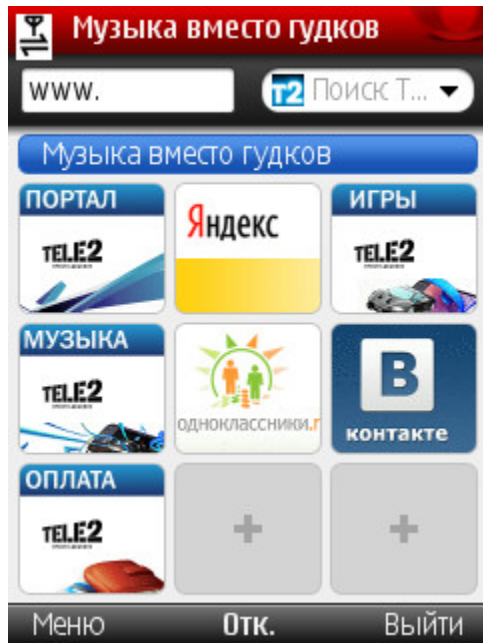 Музыка вместо гудков
www.
T2 Поиск Т...
Музыка вместо гудков
ПОРТАЛ
TELE2
Яндекс
ИГРЫ
TELE2
МУЗЫКА
TELE2
одноклассники.r
В
контакте
ОПЛАТА
TELE2
Меню
Отк.
Выйти